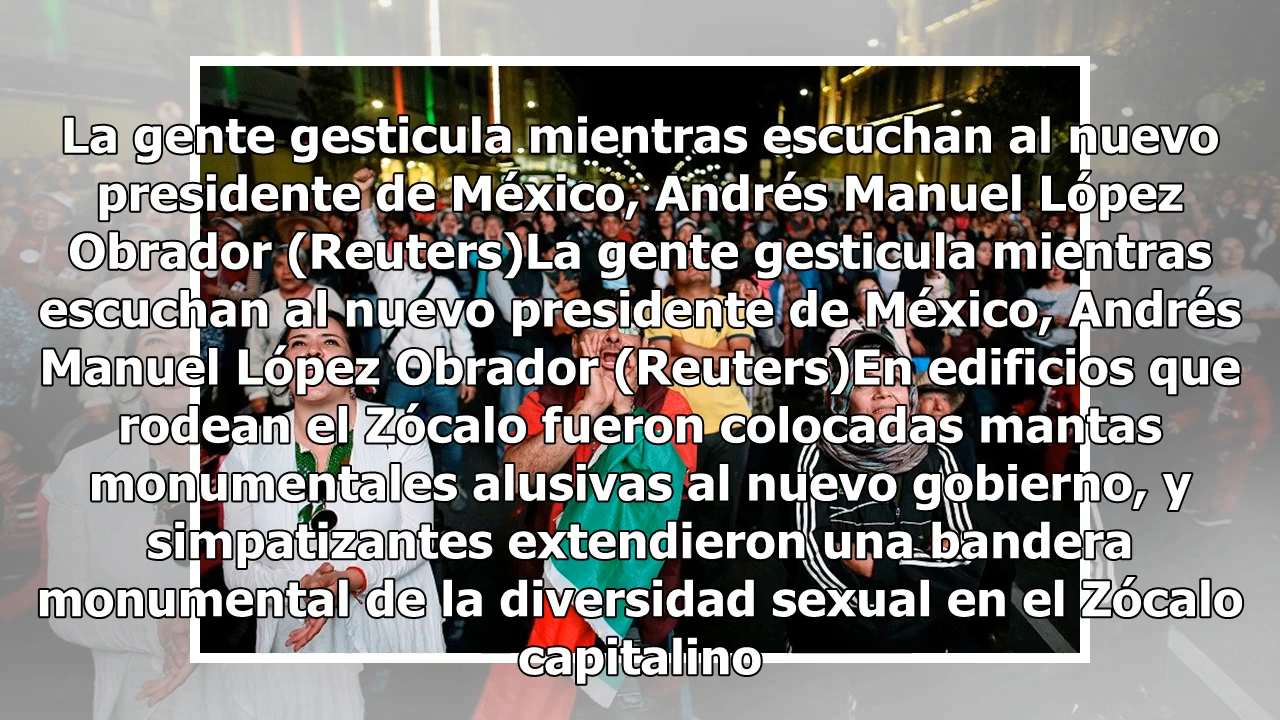 La gente gesticula mientras escuchan al nuevo
presidente de México, Andrés Manuel López
Obrador (Reuters)La gente gesticula mientras
escuchan al nuevo presidente de México, Andrés
Manuel López Obrador (Reuters)En edificios que
rodean el Zócalo fueron colocadas mantas
monumentales alusivas al nuevo gobierno, y
simpatizantes extendieron una bandera
monumental de la diversidad sexual en el Zócalo
capitalino